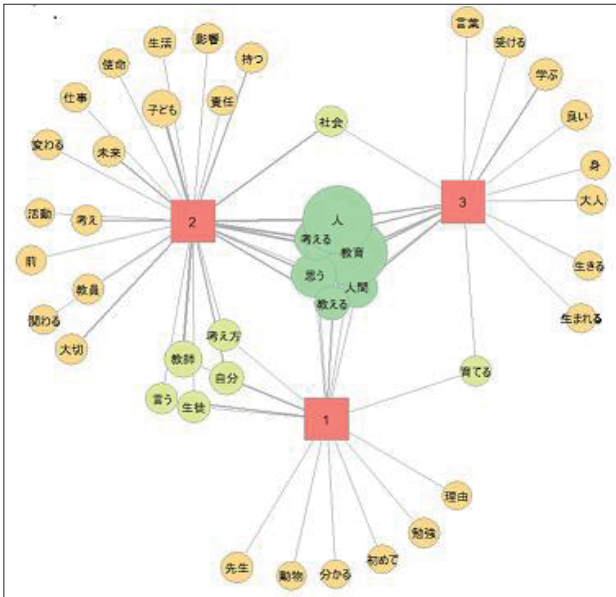 言葉
影響
生活
受ける
持つ
使命
学ぶ
仕事
責任
子ども
良い
社会
変わる
未来
身
3
大人
活動
考え
2
人
考える
教育
前
思う
生きる
人間
教員
教える
関わる
生まれる
考え方
大切
教師
育てる
自分
言う
生徒
1
理由
勉強
初めて
先生
動物
分かる